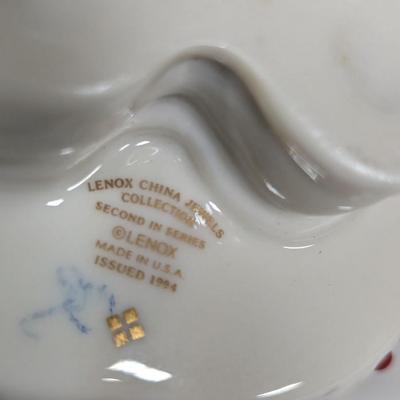 LENOX CHINA JEWELS
COLLECTION
SECOND IN SERIES
©LENOX
MADE IN U.S.A.
ISSUED 1994